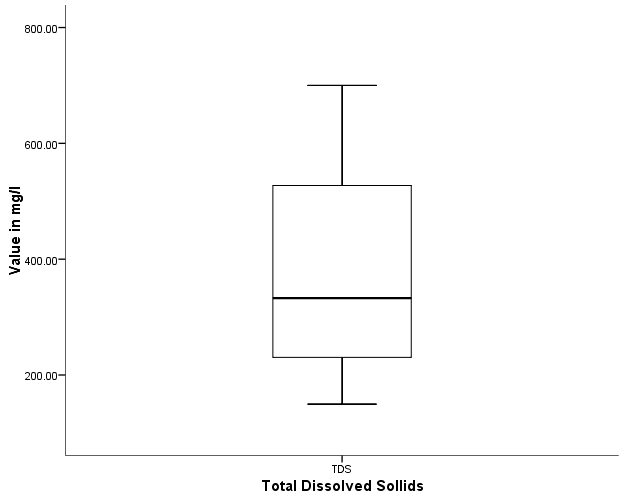 800.00
600.00
400.00
200.00
Value in mg/l
TDS
Total Dissolved Sollids